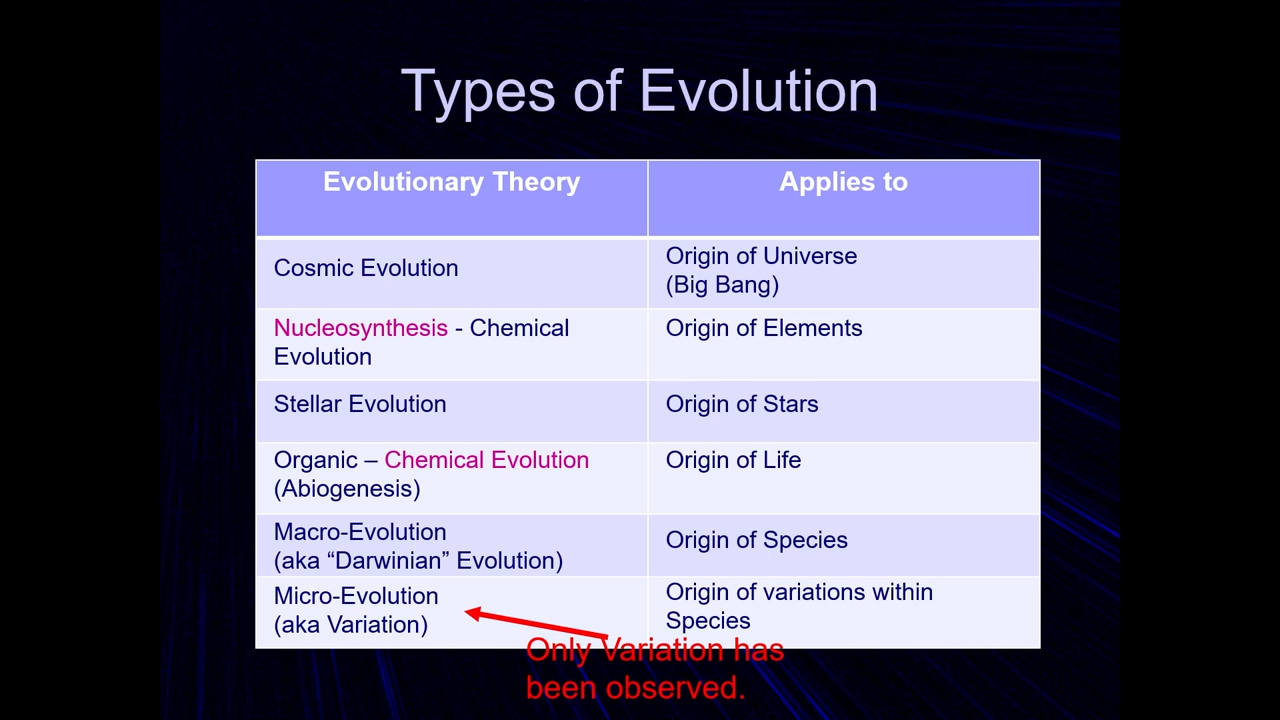 Types of Evolution
Evolutionary Theory
Applies to
Cosmic Evolution
Origin of Universe
(Big Bang)
Nucleosynthesis - Chemical
Evolution
Origin of Elements
Stellar Evolution
Origin of Stars
Organic – Chemical Evolution
(Abiogenesis)
Origin of Life
Macro-Evolution
(aka “Darwinian” Evolution)
Origin of Species
Micro-Evolution
(aka Variation)
Origin of variations within
Species
Only Variation has
been observed.